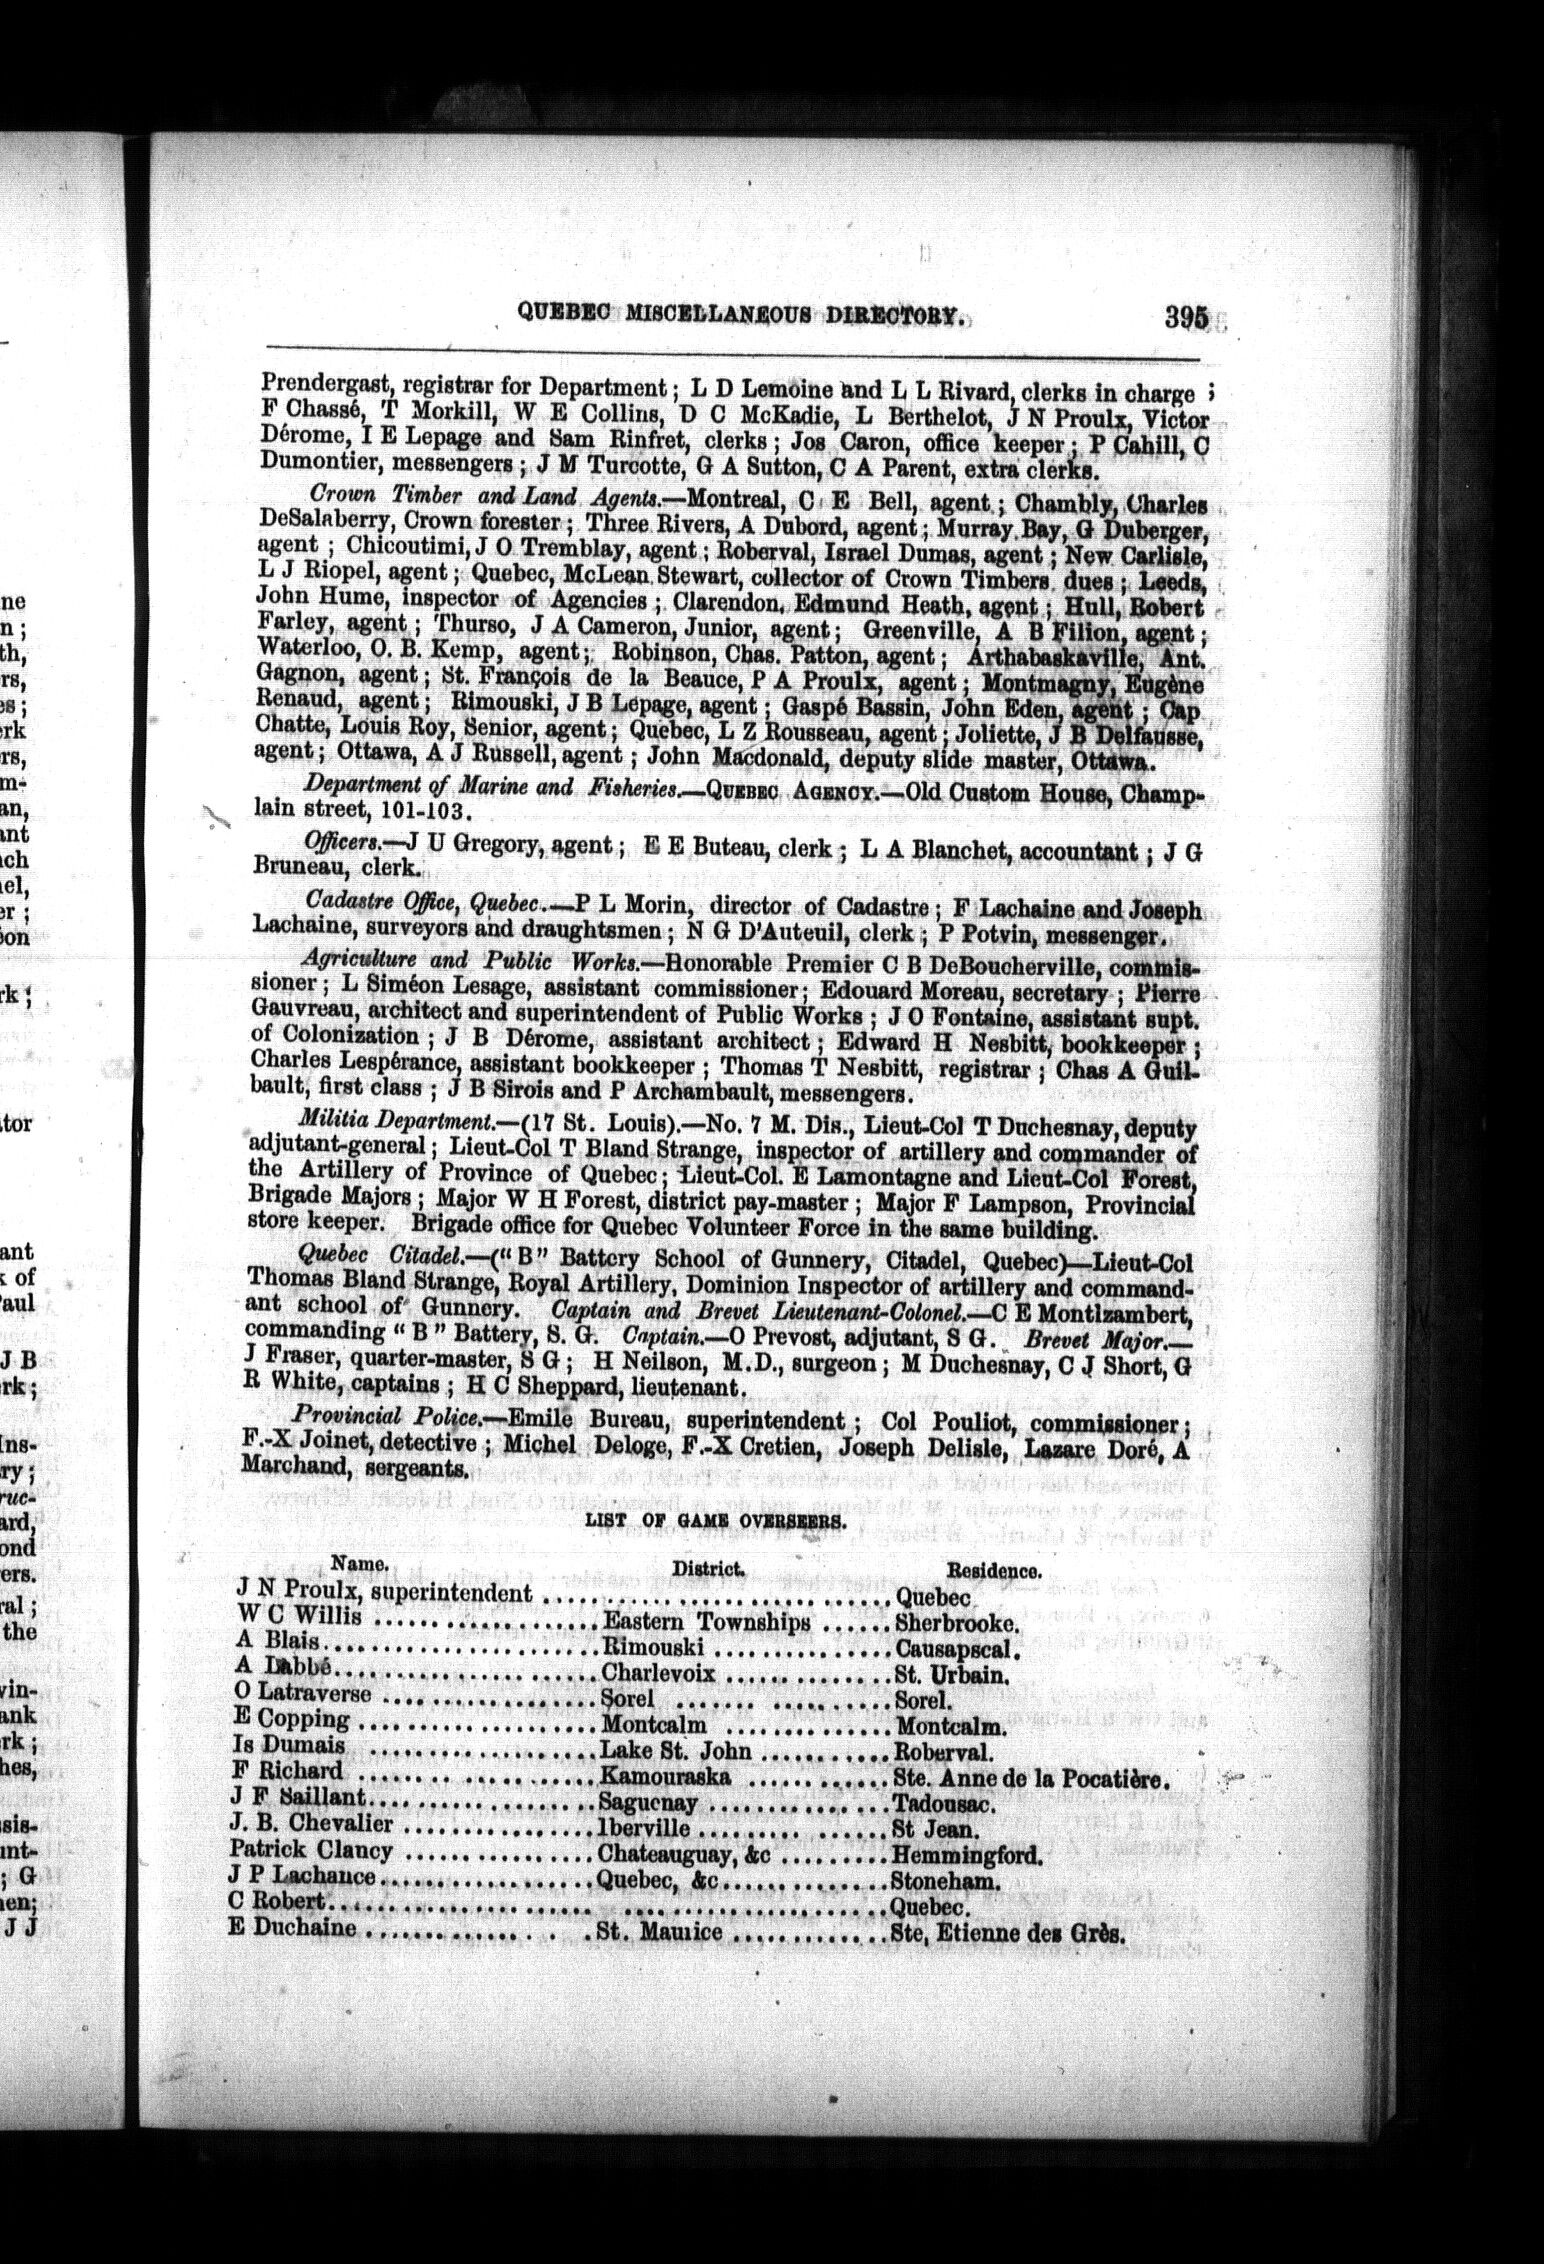 QUEBEC MISCELLANEOUS DIRECTORY. 395
Prendergast, registrar for Department; L D Lemoine and L L Rivard, clerks in charge ;
F Chassé, T Morkill, W E Collins, D C McKadie, L Berthelot, J N Proulx, Victor
Dérome, I E Lepage and Sam Rinfret, clerks; Jos Caron, office keeper; P Cahill, C
Dumontier, messengers; J M Turcotte, G A Sutton, C A Parent, extra clerks.
Crown Timber and Land Agents.—Montreal, C E Bell, agent; Chambly, Charles
DeSalaberry, Crown forester; Three Rivers, A Dubord, agent; Murray Bay, G Duberger,
agent ; Chicoutimi, J O Tremblay, agent; Roberval, Israel Dumas, agent; New Carlisle,
L J Riopel, agent; Quebec, McLean Stewart, collector of Crown Timbers dues; Leeds,
John Hume, inspector of Agencies; Clarendon, Edmund Heath, agent; Hull, Robert
Farley, agent; Thurso, J A Cameron, Junior, agent; Greenville, A B Filion, agent;
Waterloo, O. B. Kemp, agent; Robinson, Chas. Patton, agent; Arthabaskaville, Ant.
Gagnon, agent; St. François de la Beauce, P A Proulx, agent; Montmagny, Eugène
Renaud, agent; Rimouski, J B Lepage, agent; Gaspé Bassin, John Eden, agent; Cap
Chatte, Louis Roy, Senior, agent; Quebec, L Z Rousseau, agent; Joliette, J B Delfausse,
agent; Ottawa, A J Russell, agent; John Macdonald, deputy slide master, Ottawa.
Department of Marine and Fisheries.—QUEBEC AGENCY.—Old Custom House, Champ-
lain street, 101-103.
Officers.—J U Gregory, agent; E E Buteau, clerk; L A Blanchet, accountant; J G
Bruneau, clerk.
Cadastre Office, Quebec.—P L Morin, director of Cadastre; F Lachaine and Joseph
Lachaine, surveyors and draughtsmen; N G D'Auteuil, clerk; P Potvin, messenger.
Agriculture and Public Works.—Honorable Premier C B DeBoucherville, commis-
sioner; L Siméon Lesage, assistant commissioner; Edouard Moreau, secretary; Pierre
Gauvreau, architect and superintendent of Public Works; J O Fontaine, assistant supt.
of Colonization; J B Dérome, assistant architect; Edward H Nesbitt, bookkeeper;
Charles Lespérance, assistant bookkeeper; Thomas T Nesbitt, registrar; Chas A Guil-
bault, first class; J B Sirois and P Archambault, messengers.
Militia Department.—(17 St. Louis).—No. 7 M. Dis., Lieut-Col T Duchesnay, deputy
adjutant-general; Lieut-Col T Bland Strange, inspector of artillery and commander of
the Artillery of Province of Quebec; Lieut-Col. E Lamontagne and Lieut-Col Forest,
Brigade Majors; Major W H Forest, district pay-master; Major F Lampson, Provincial
store keeper. Brigade office for Quebec Volunteer Force in the same building.
Quebec Citadel.—("B" Battery School of Gunnery, Citadel, Quebec)—Lieut-Col
Thomas Bland Strange, Royal Artillery, Dominion Inspector of artillery and command-
ant school of Gunnery. Captain and Brevet Lieutenant-Colonel.—C E Montizambert,
commanding "B" Battery, S. G. Captain.—O Prevost, adjutant, S G. Brevet Major.—
J Fraser, quarter-master, S G; H Neilson, M.D., surgeon; M Duchesnay, C J Short, G
R White, captains; H C Sheppard, lieutenant.
Provincial Police.—Emile Bureau, superintendent; Col Pouliot, commissioner;
F.-X Joinet, detective; Michel Deloge, F.-X Cretien, Joseph Delisle, Lazare Doré, A
Marchand, sergeants.
LIST OF GAME OVERSEERS.
Name. District. Residence.
J N Proulx, superintendent ........ Quebec
W C Willis ........ Eastern Townships ...... Sherbrooke.
A Blais ........ Rimouski ........ Causapscal.
A Labbé ........ Charlevoix ........ St. Urbain.
O Latraverse ........ Sorel ........ Sorel.
E Copping ........ Montcalm ........ Montcalm.
Is Dumais ........ Lake St. John ........ Roberval.
F Richard ........ Kamouraska ........ Ste. Anne de la Pocatière.
J F Saillant ........ Saguenay ........ Tadousac.
J. B. Chevalier ........ Iberville ........ St Jean.
Patrick Clancy ........ Chateauguay, &c ........ Hemmingford.
J P Lachance ........ Quebec, &c ........ Stoneham.
C Robert ........ Quebec.
E Duchaine ........ St. Maurice ........ Ste, Etienne des Grès.